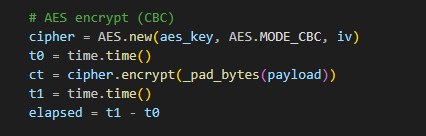 # AES encrypt (CBC)
cipher = AES.new(aes_key, AES.MODE_CBC, iv)
t0 = time.time()
ct = cipher.encrypt(_pad_bytes(payload))
t1 = time.time()
elapsed = t1 - t0